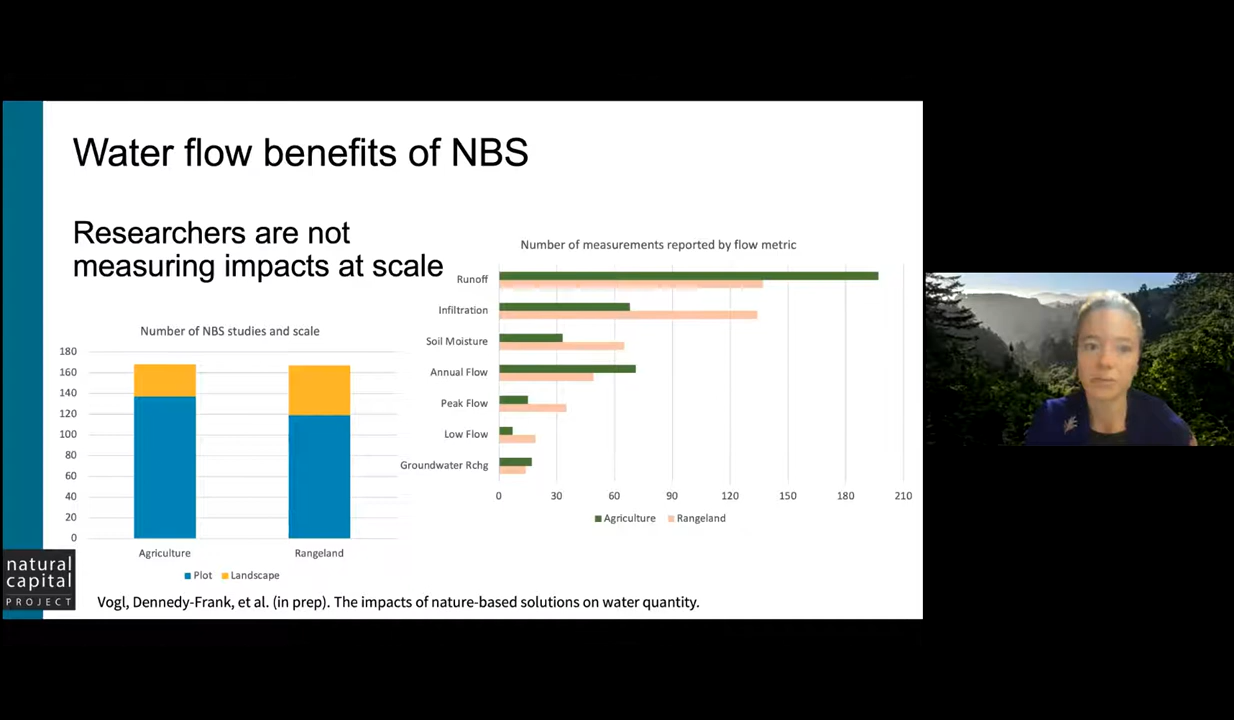 Water flow benefits of NBS
Researchers are not
measuring impacts at scale
Number of NBS studies and scale
180
160
140
120
100
80
60
40
20
0
Agriculture
Rangeland
Plot
Landscape
Number of measurements reported by flow metric
Runoff
Infiltration
Soil Moisture
Annual Flow
Peak Flow
Low Flow
Groundwater Rchg
0 30 60 90 120 150 180 210
Agriculture
Rangeland
natural
capital
PROJECT
Vogl, Dennedy-Frank, et al. (in prep). The impacts of nature-based solutions on water quantity.